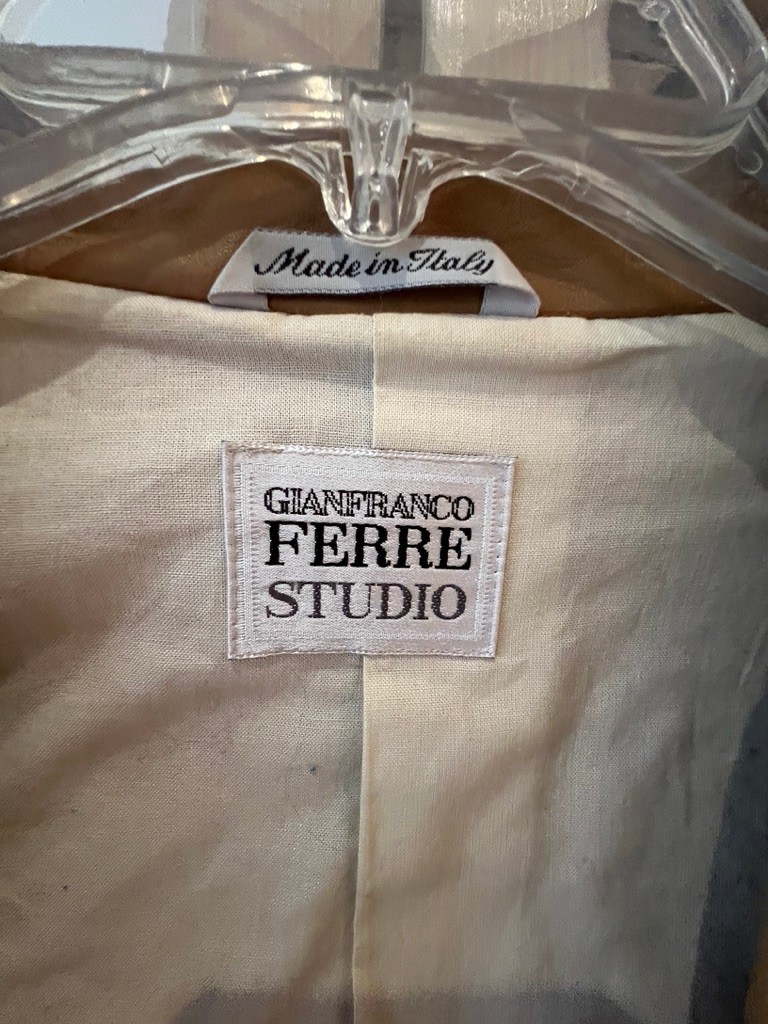 Made in Italy
GIANFRANCO
FERRE
STUDIO